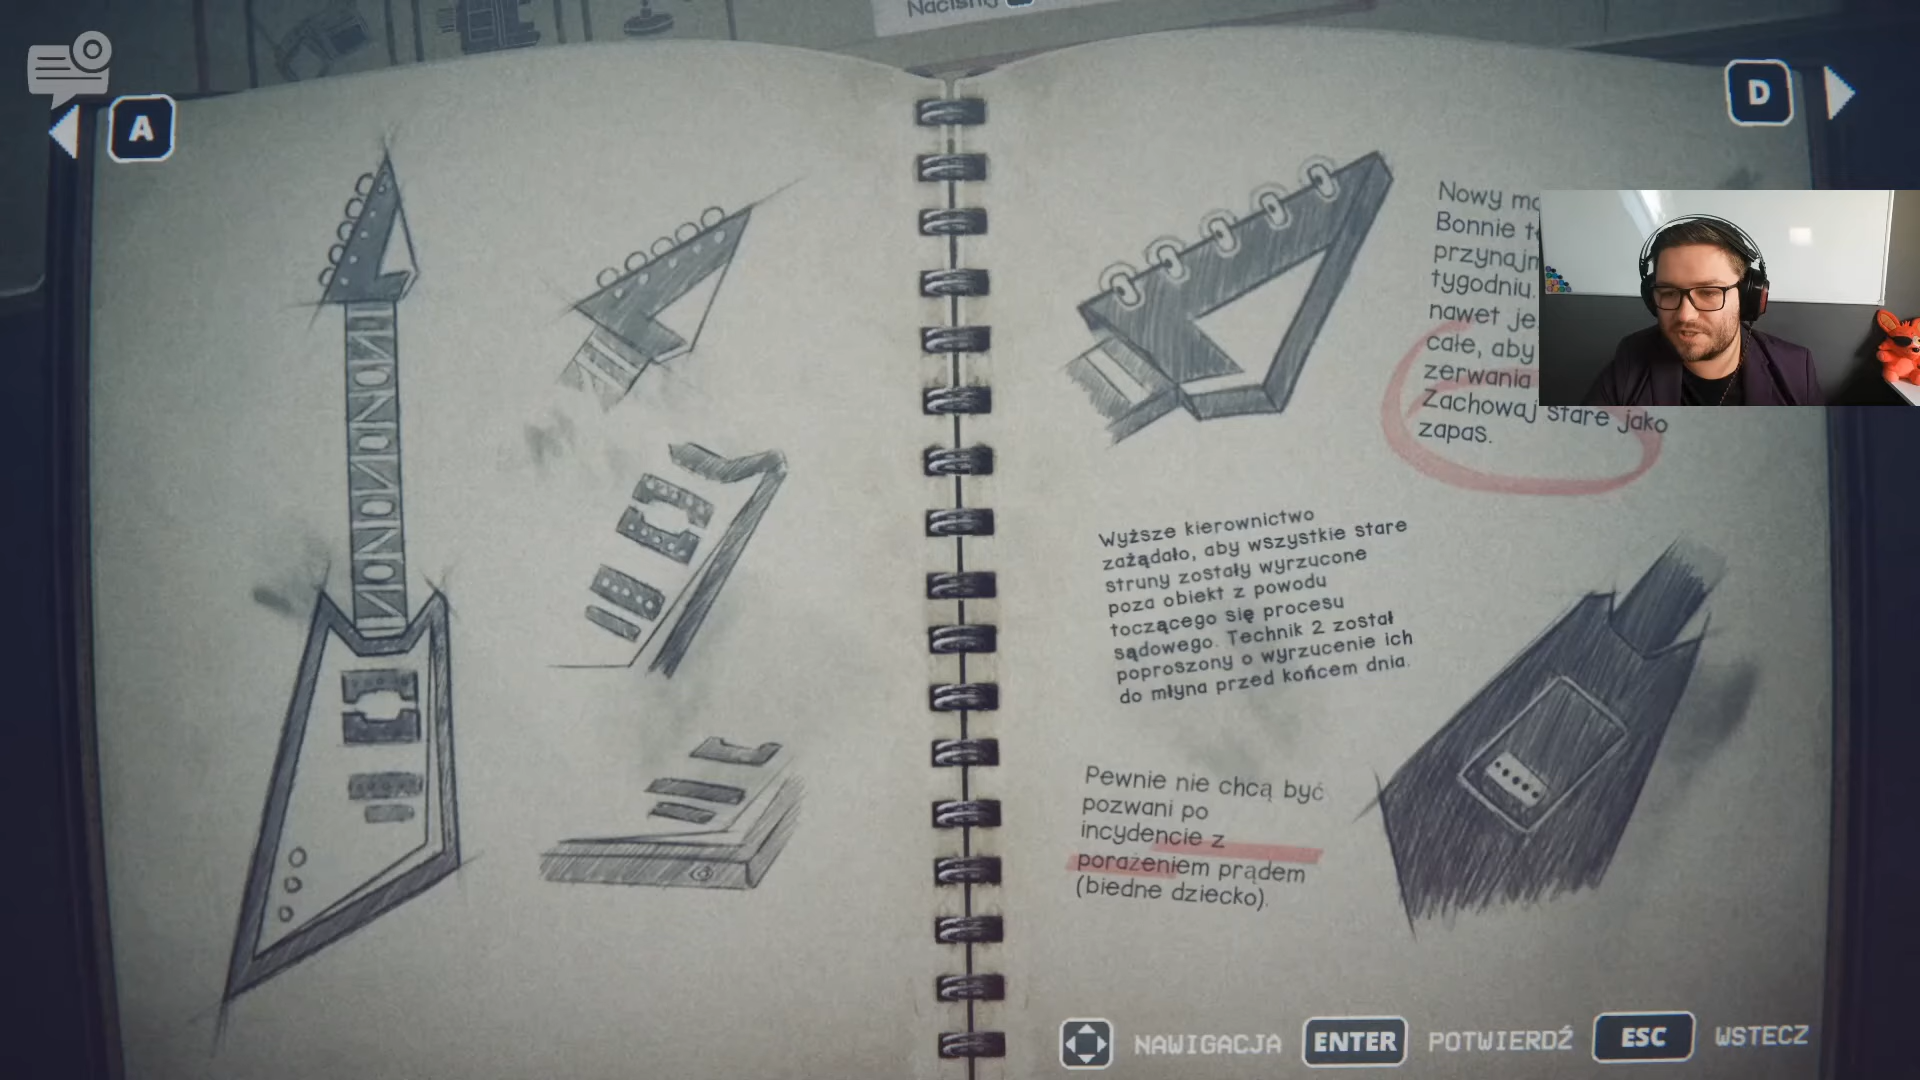 Naciśnij
A
D
Nowy
Bonnie
tygodniu.
nawet
całe, aby
zerwania
Zachowaj stare jako
zapas.
Wyższe kierownictwo
zażądało, aby wszystkie stare
struny zostały wyrzucone
poza obiekt z powodu
toczącego się procesu
sądowego. Technik 2 został
poproszony o wyrzucenie ich
do młyna przed końcem dnia.
Pewnie nie chcą być
pozwani po
incydencie z
porażeniem prądem
(biedne dziecko).
NAWIGACJA
ENTER
POTWIERDŹ
ESC
WSTECZ